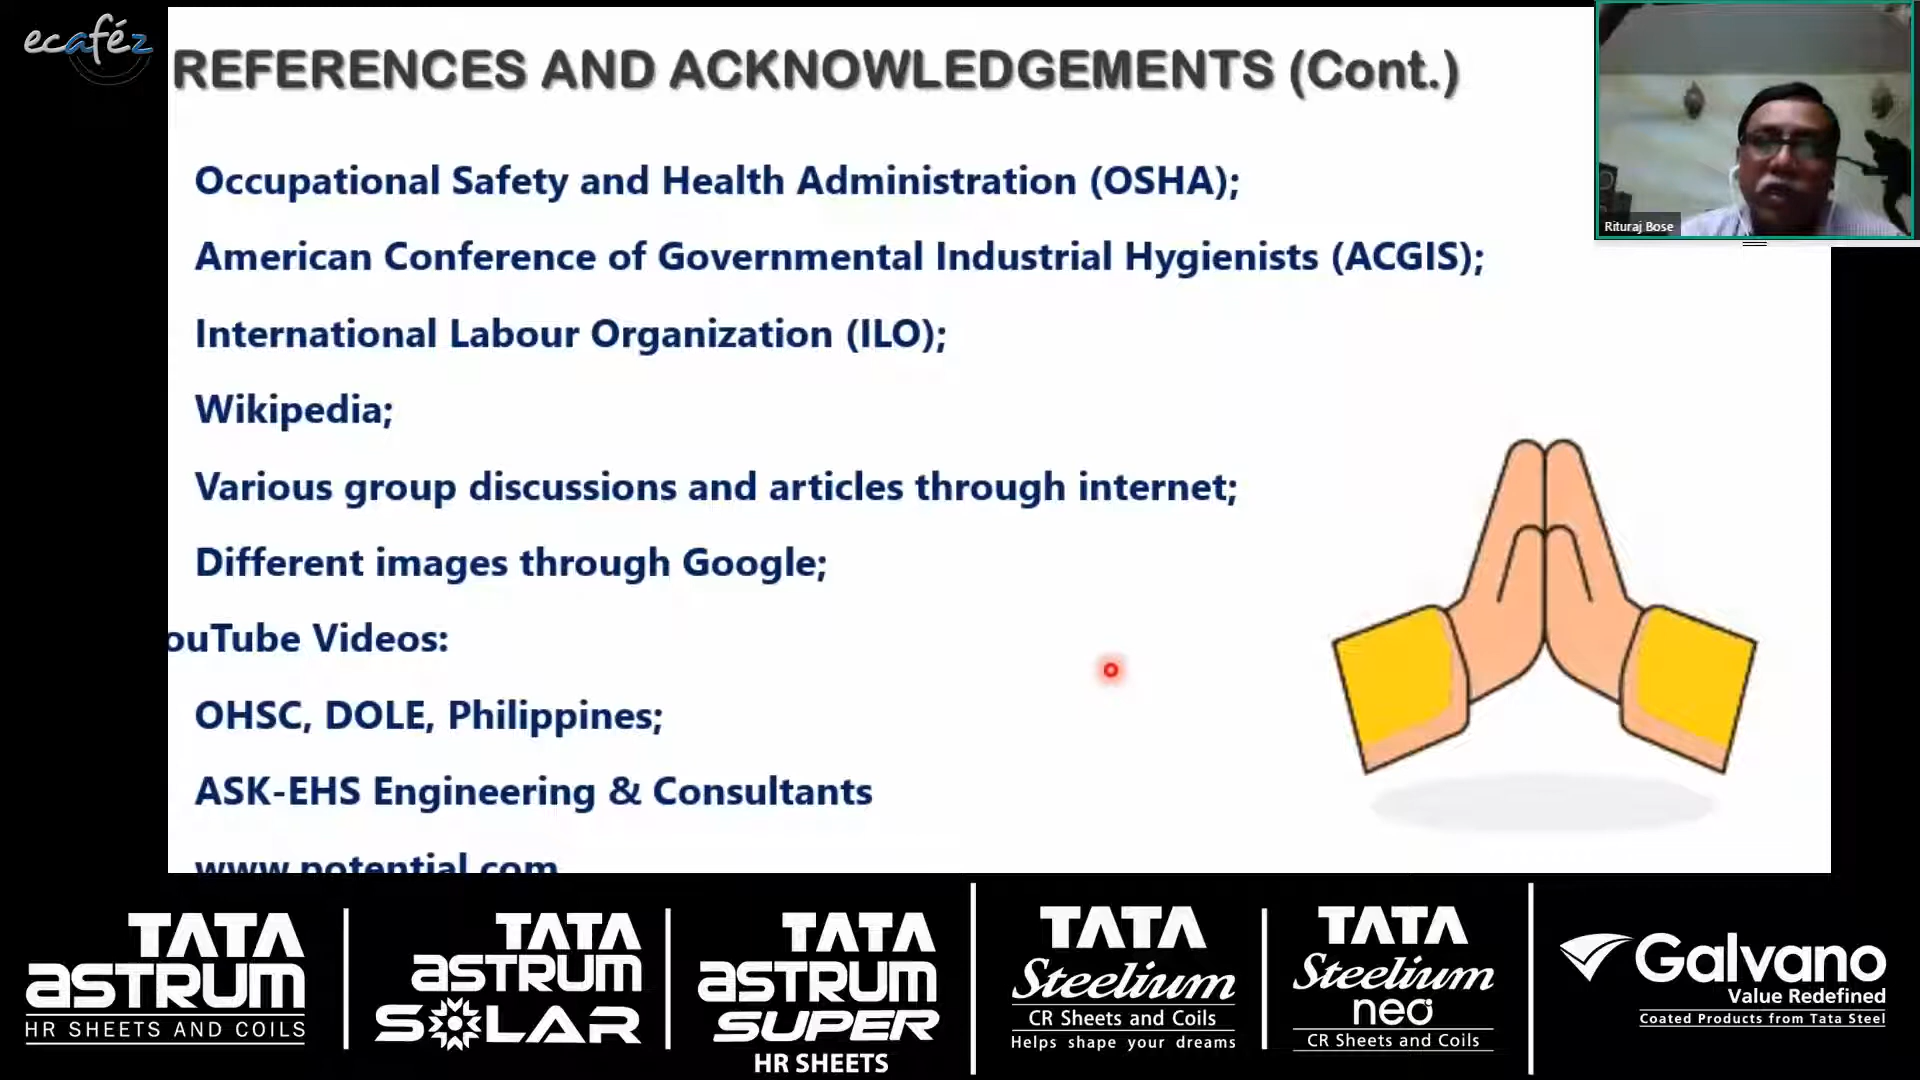 ecaféz
REFERENCES AND ACKNOWLEDGEMENTS (Cont.)
Rituraj Bose
Occupational Safety and Health Administration (OSHA);
American Conference of Governmental Industrial Hygienists (ACGIS);
International Labour Organization (ILO);
Wikipedia;
Various group discussions and articles through internet;
Different images through Google;
ouTube Videos:
OHSC, DOLE, Philippines;
ASK-EHS Engineering & Consultants
www.potential.com
TATA
aSTRUM
HR SHEETS AND COILS
TATA
aSTRUM
SOLAR
TATA
aSTRUM
SUPER
HR SHEETS
TATA
Steelium
CR Sheets and Coils
Helps shape your dreams
TATA
Steelium
neo
CR Sheets and Coils
Galvano
Value Redefined
Coated Products from Tata Steel